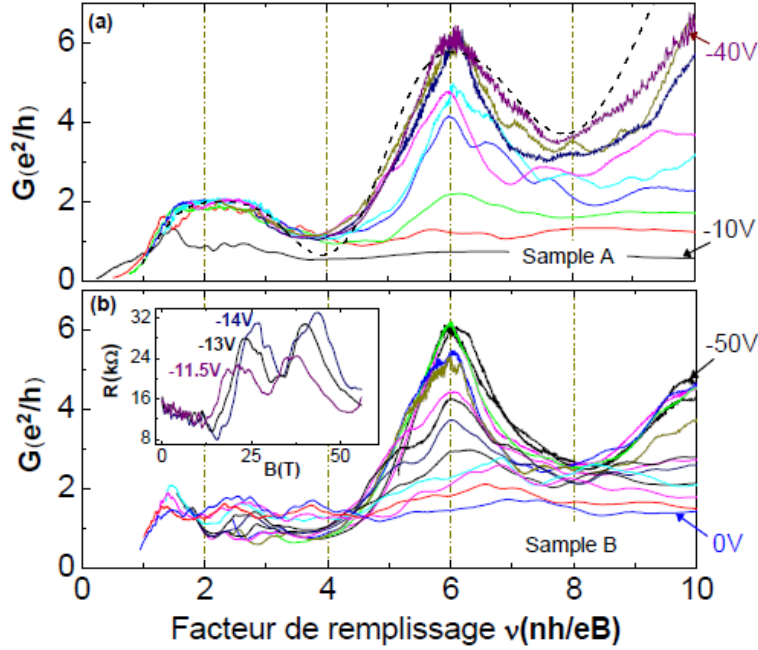 (a)
6
4
2
0
G(e²/h)
-40V
-10V
Sample A
(b)
6
4
2
0
G(e²/h)
32
24
16
8
R(kΩ)
-14V
-13V
-11.5V
0 25 50
B(T)
-50V
0V
Sample B
0 2 4 6 8 10
Facteur de remplissage ν(nh/eB)